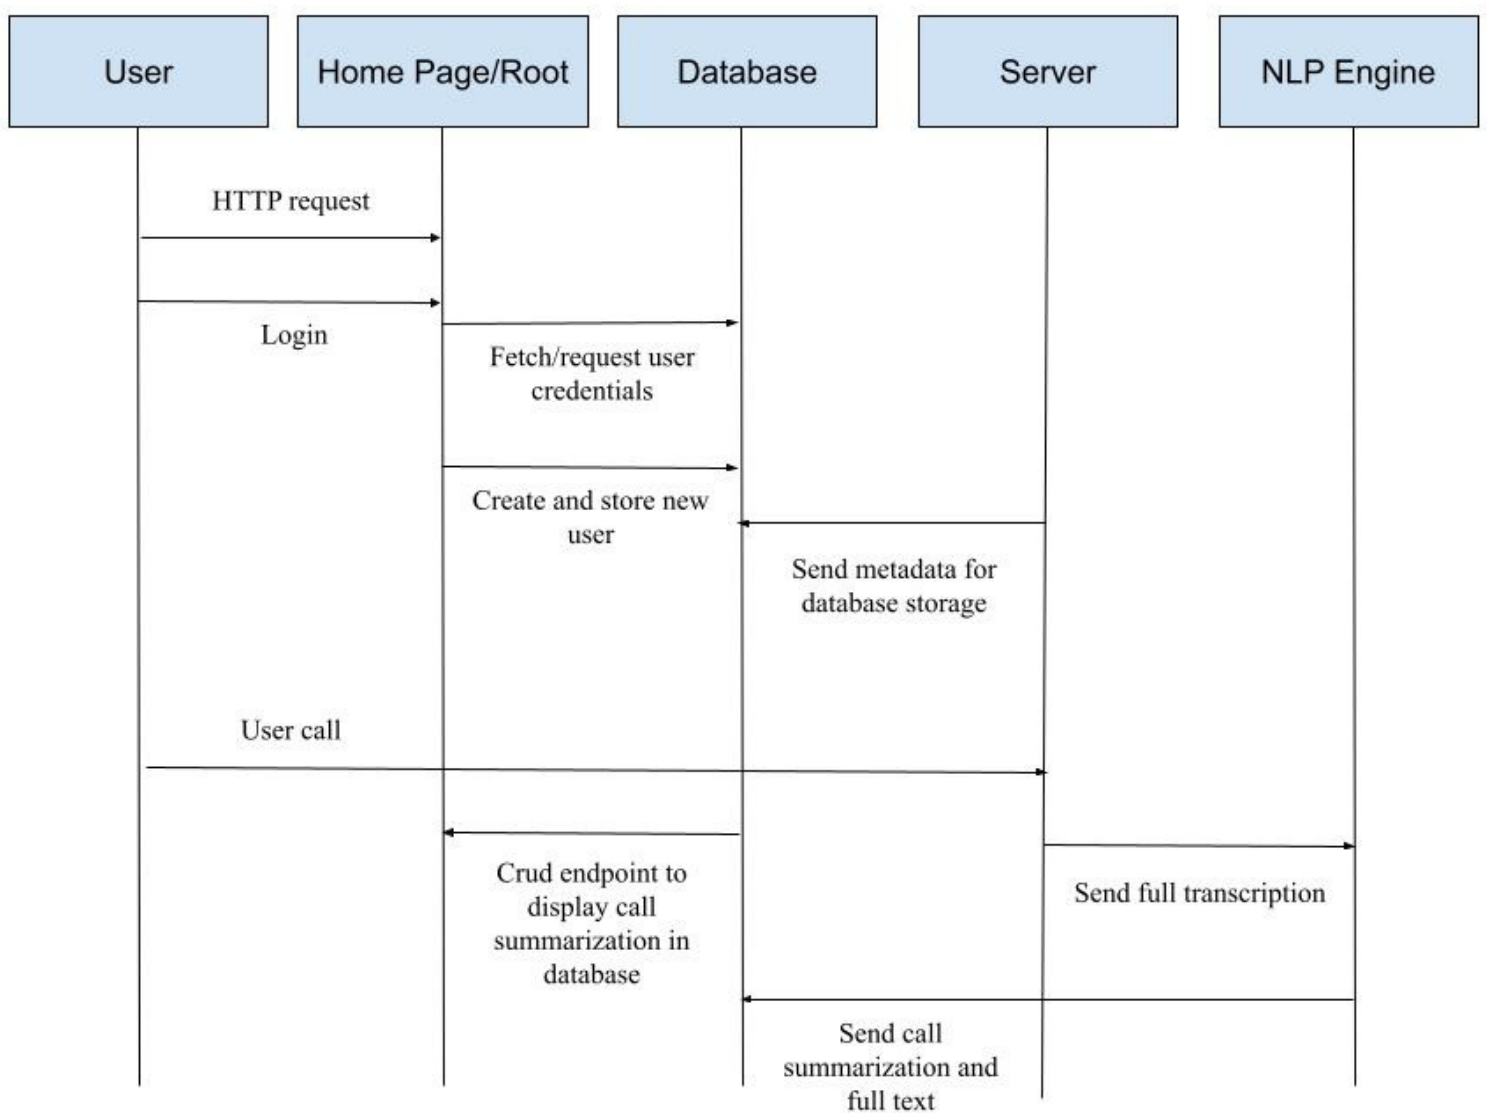 User
Home Page/Root
Database
Server
NLP Engine
HTTP request
Login
Fetch/request user
credentials
Create and store new
user
Send metadata for
database storage
User call
Crud endpoint to
display call
summarization in
database
Send full transcription
Send call
summarization and
full text